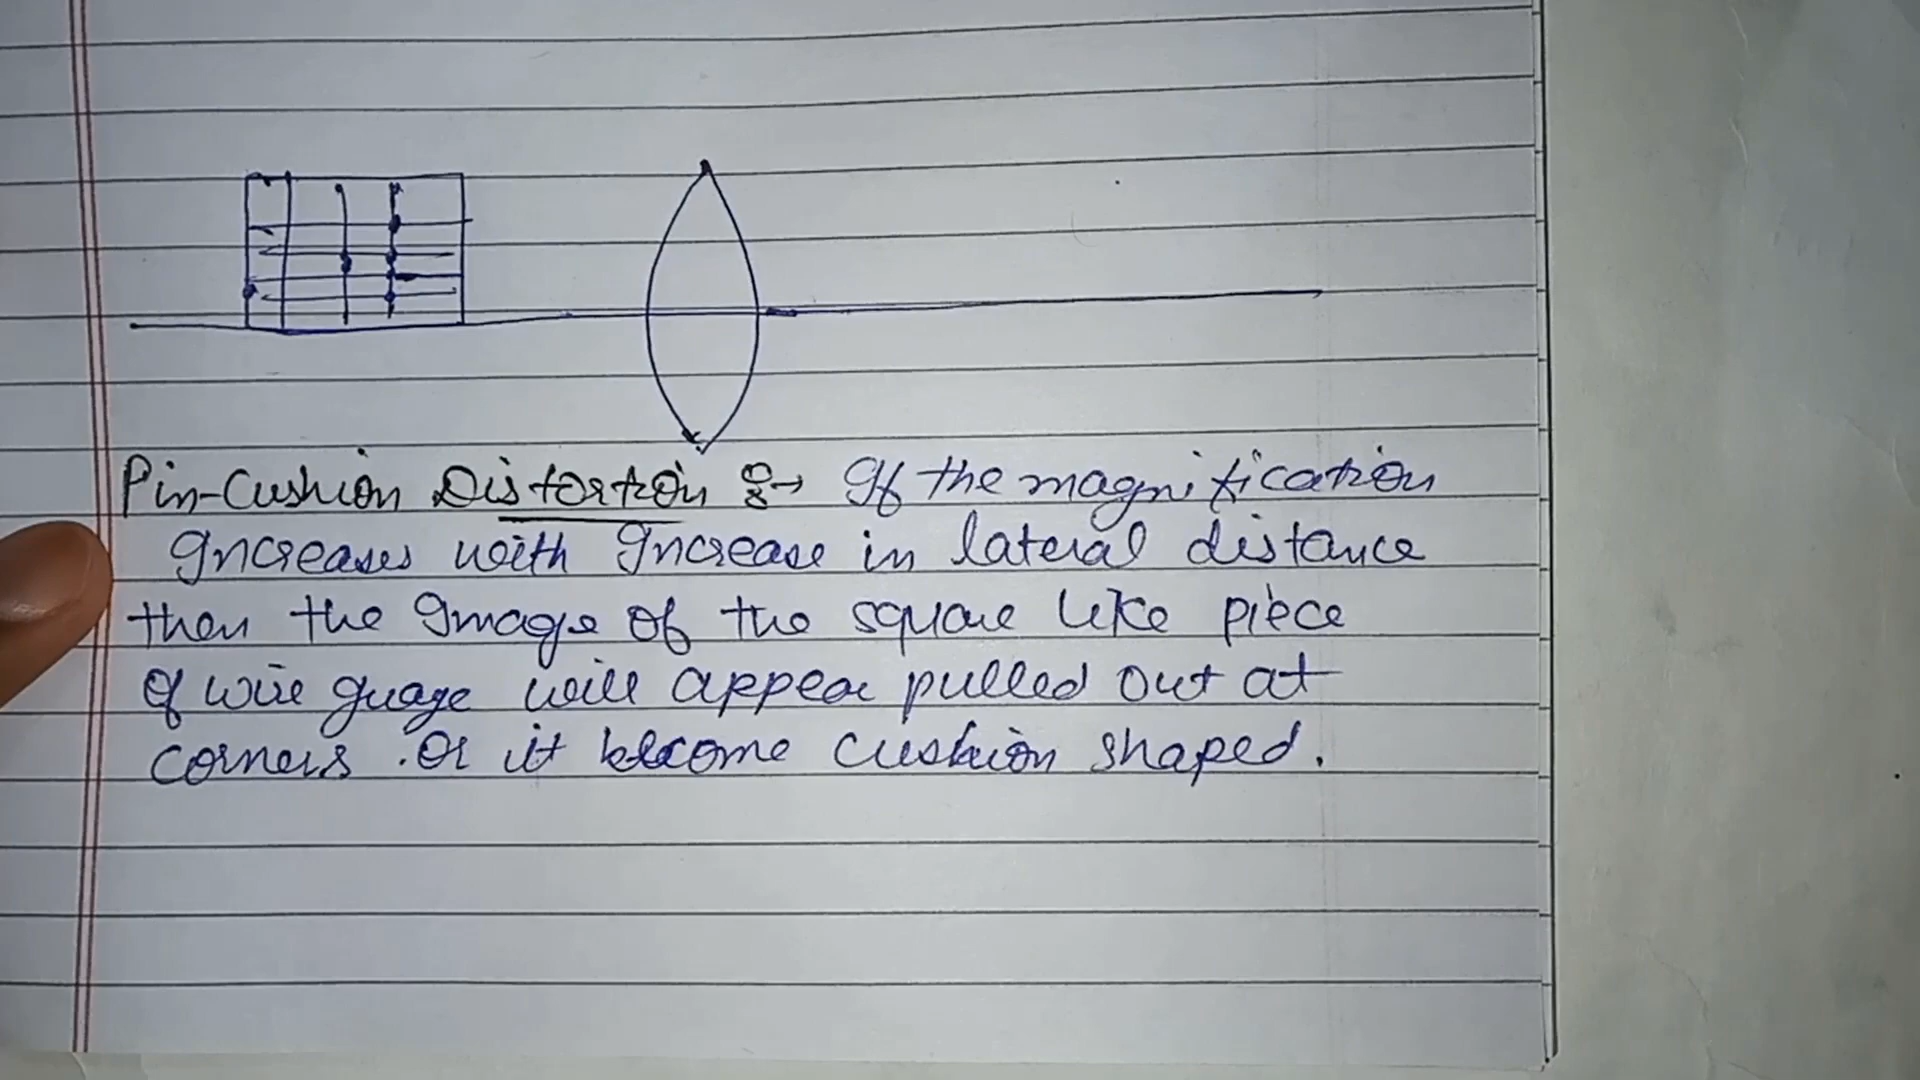 Pin-Cushion Distortion :→ If the magnification
Increases with Increase in lateral distance
then the Image of the square like piece
of wire guage will appear pulled out at
corners . Or it become cushion shaped.